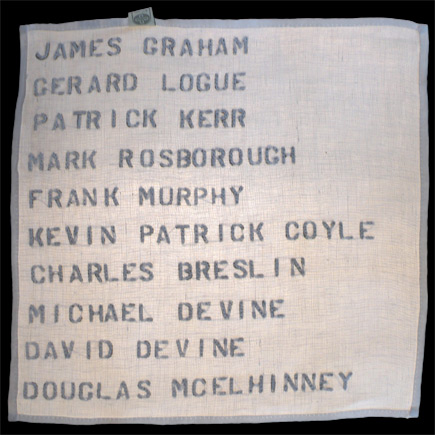 JAMES GRAHAM
GERARD LOGUE
PATRICK KERR
MARK ROSBOROUGH
FRANK MURPHY
KEVIN PATRICK COYLE
CHARLES BRESLIN
MICHAEL DEVINE
DAVID DEVINE
DOUGLAS MCELHINNEY